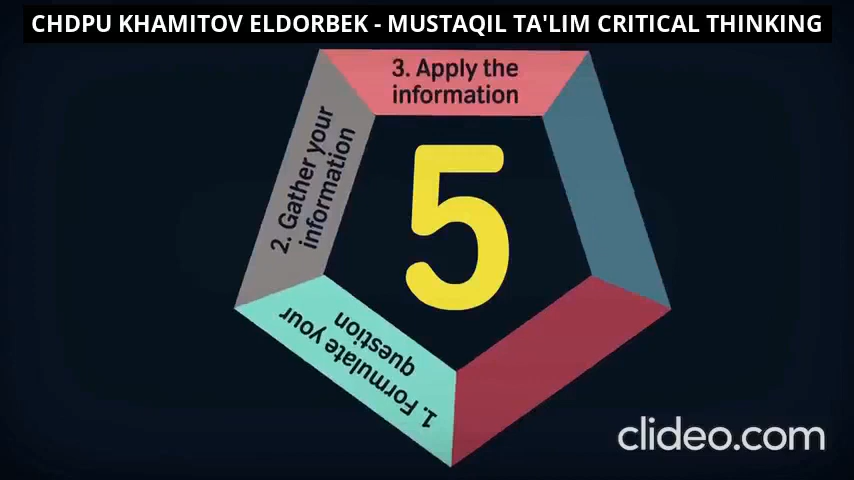 CHDPU KHAMITOV ELDORBEK - MUSTAQIL TA'LIM CRITICAL THINKING
3. Apply the
information
2. Gather your
information
5
1. Formulate your
question
clideo.com